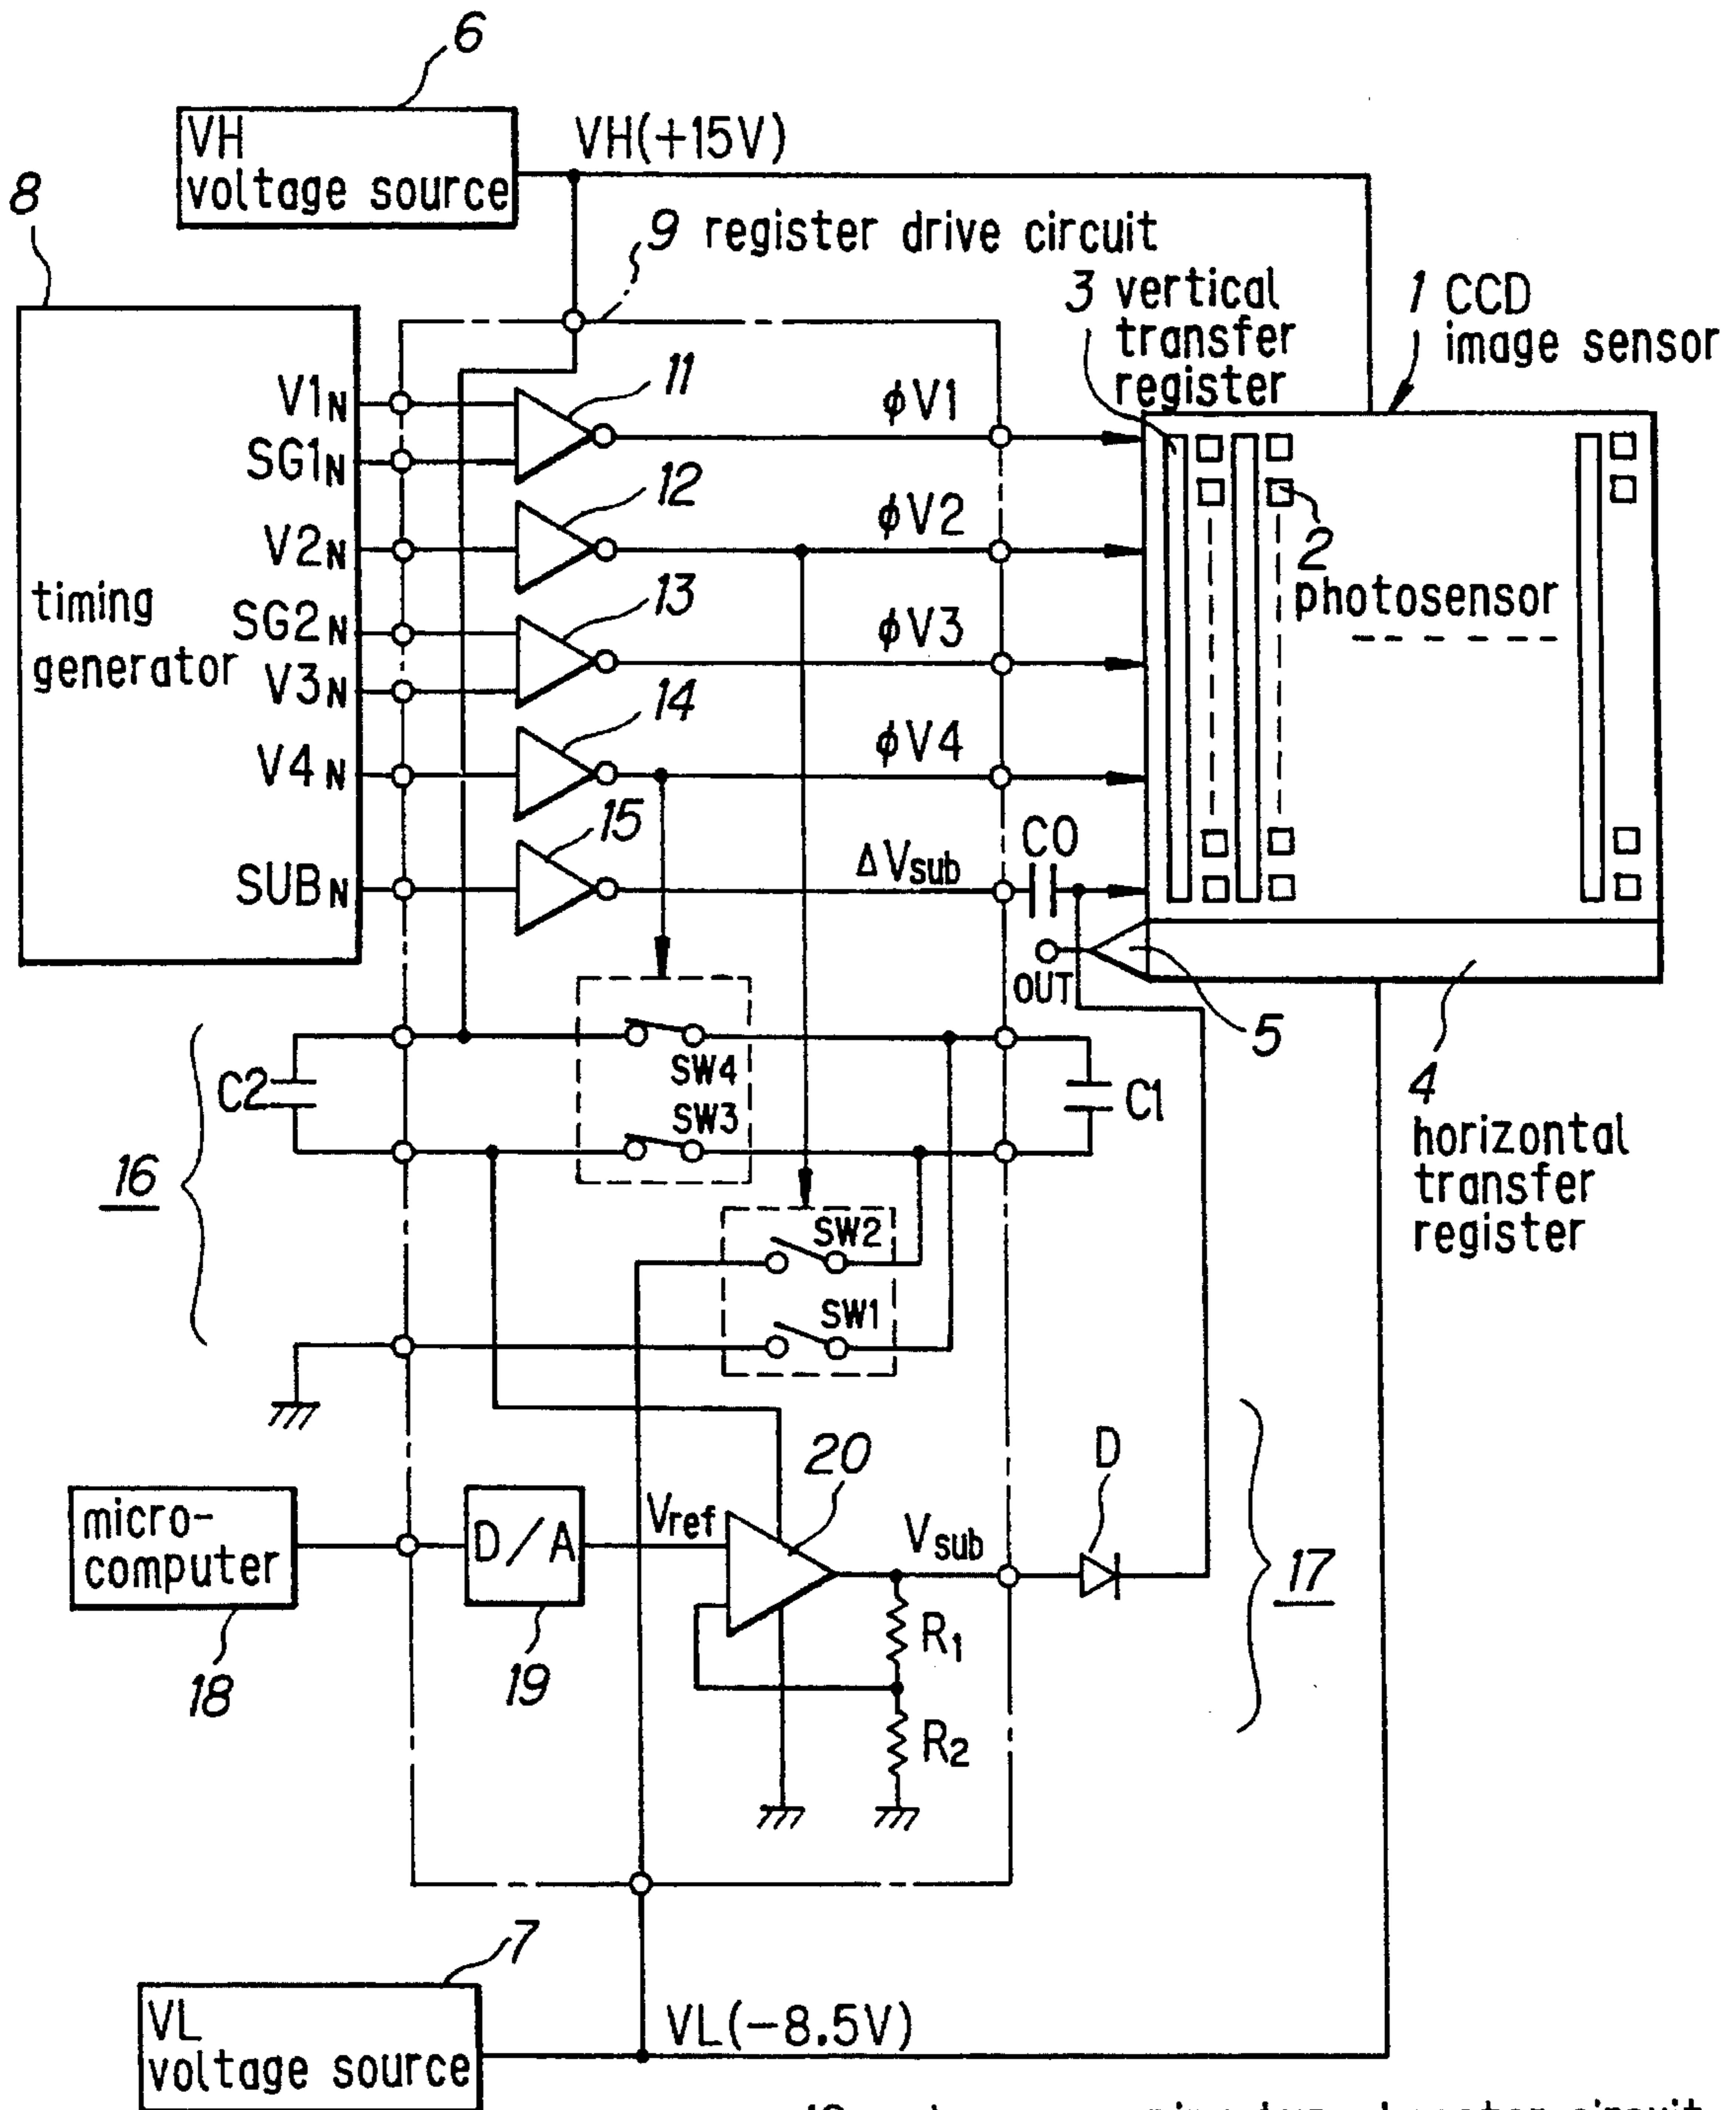 6
VH
voltage source
VH(+15V)
8
9 register drive circuit
3 vertical
transfer
register
1 CCD
image sensor
timing
generator
V1N
SG1N
V2N
SG2N
V3N
V4N
SUBN
11
12
13
14
15
φV1
φV2
φV3
φV4
ΔVsub
C0
2
photosensor
OUT
5
4
horizontal
transfer
register
16
C2
SW4
SW3
C1
SW2
SW1
micro-
computer
18
D/A
19
Vref
20
Vsub
D
17
R1
R2
7
VL
voltage source
VL(-8.5V)